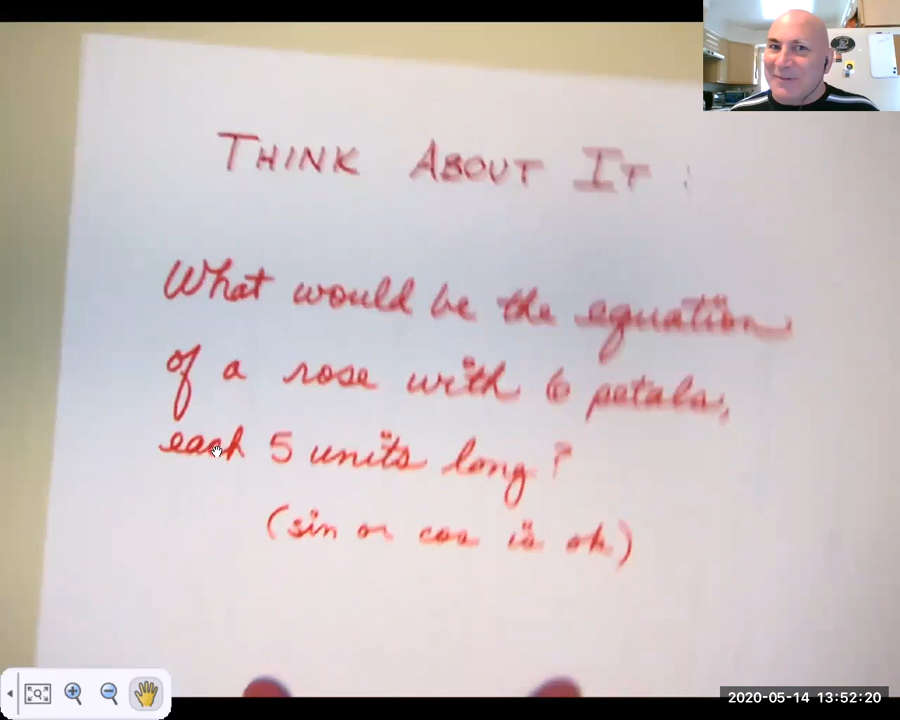 THINK ABOUT IT :
What would be the equation
of a rose with 6 petals,
each 5 units long?
(sin or cos is ok)
2020-05-14 13:52:20